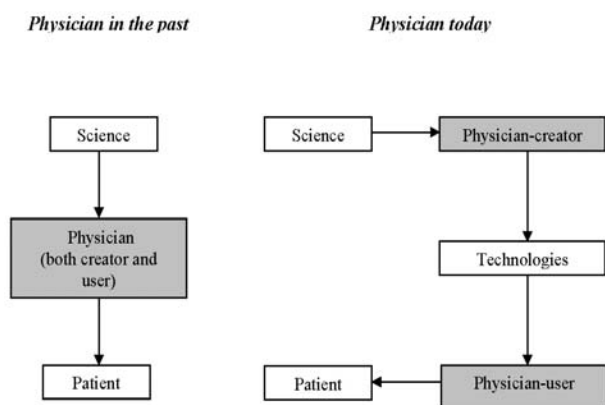 Physician in the past
Physician today
Science
Physician
(both creator and
user)
Patient
Science
Physician-creator
Technologies
Patient
Physician-user